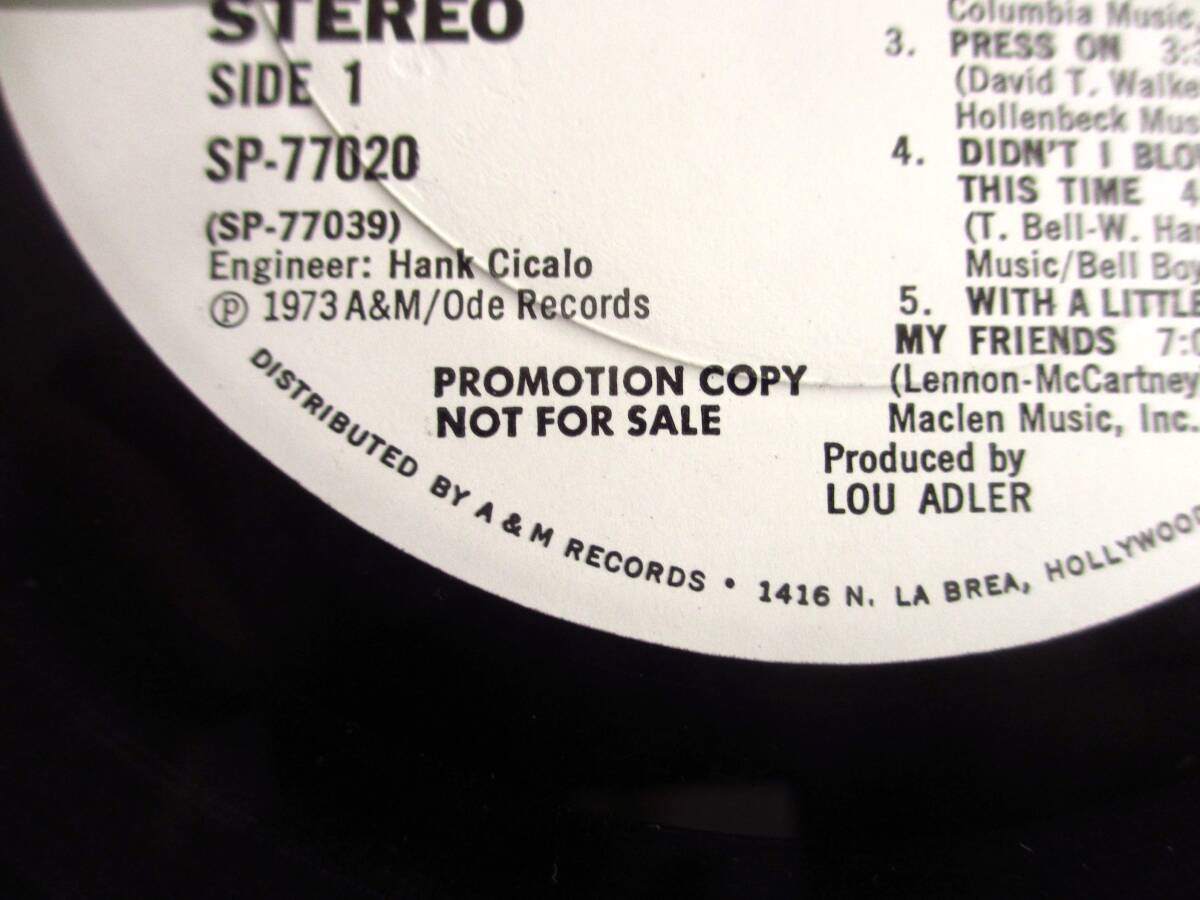 STEREO
SIDE 1
SP-77020
(SP-77039)
Engineer: Hank Cicalo
℗ 1973 A&M/Ode Records
PROMOTION COPY
NOT FOR SALE
Columbia Music,
3. PRESS ON
(David T.
Hollenbeck
4. DIDN'T I
THIS TIME
(T. Bell-W.
Music/Bell
5. WITH A LITTLE
MY FRIENDS
(Lennon-McCartney
Maclen Music, Inc.
Produced by
LOU ADLER
DISTRIBUTED BY A & M RECORDS • 1416 N. LA BREA,